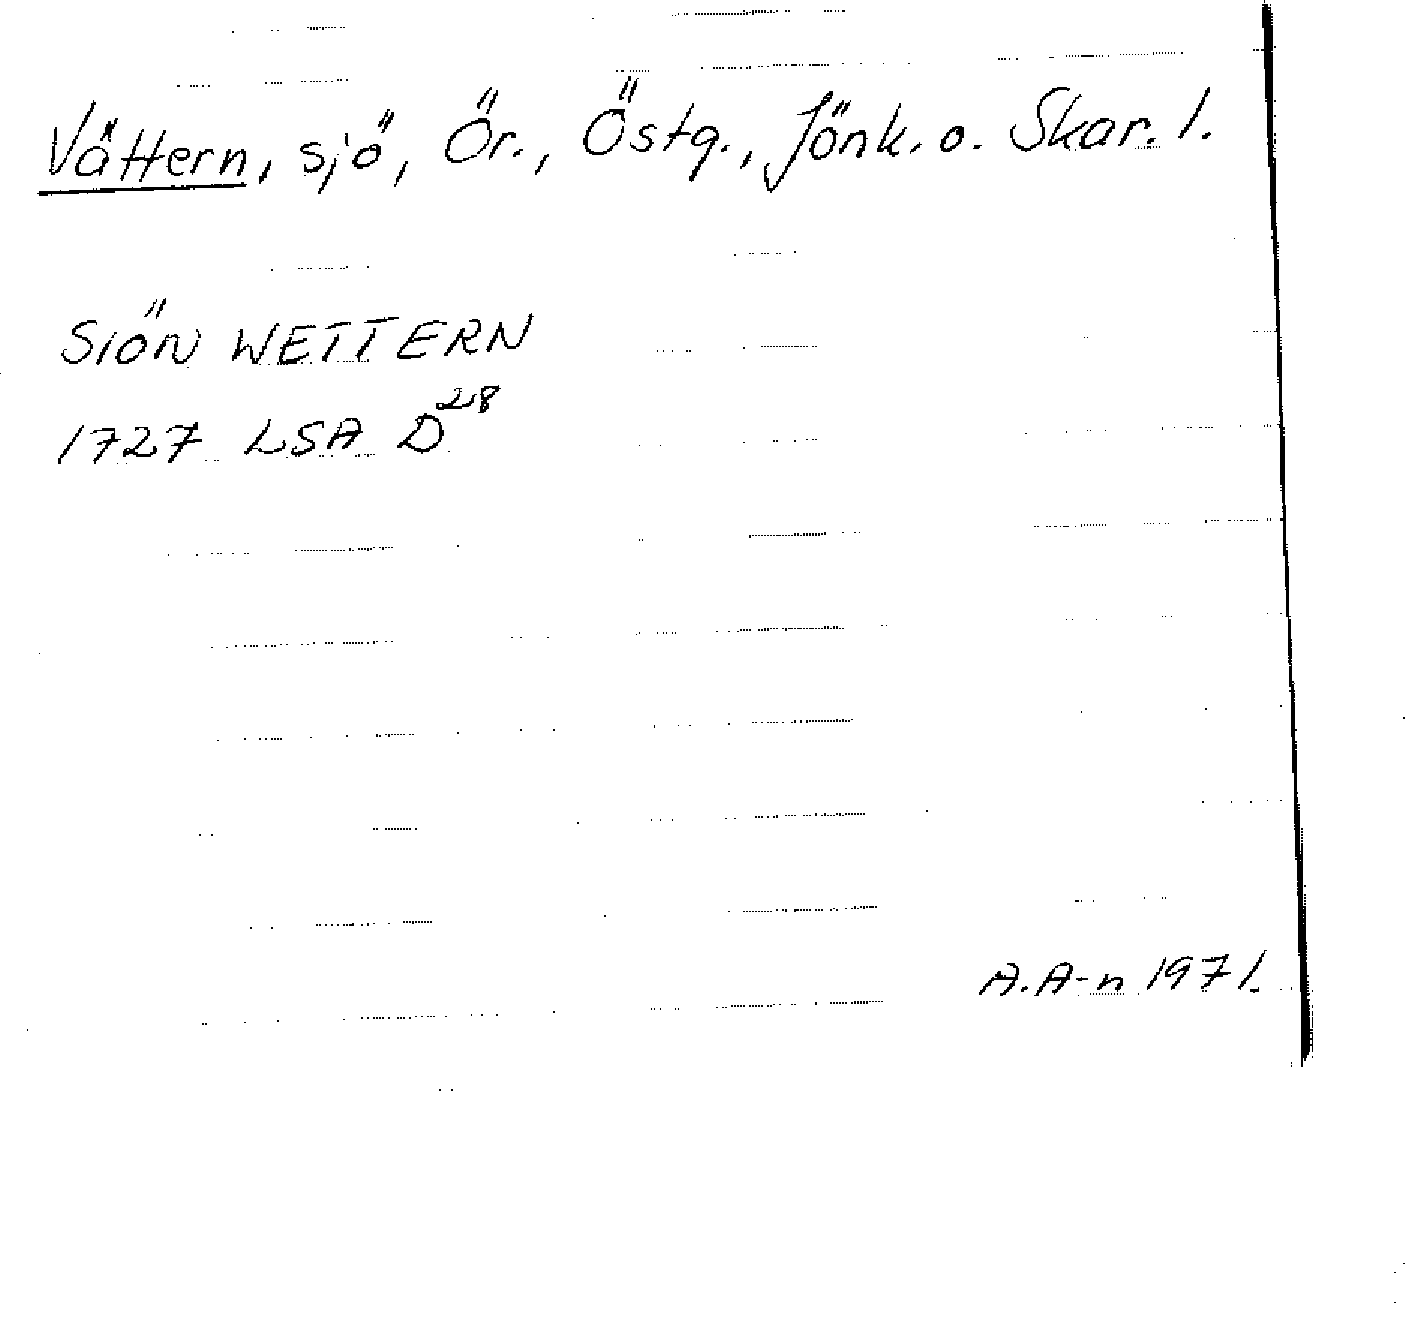 Vättern, sjö, Ör., Östg., Jönk. o. Skar. l.
SIÖN WETTERN
1727 LSA D28
A.A-n 1971.